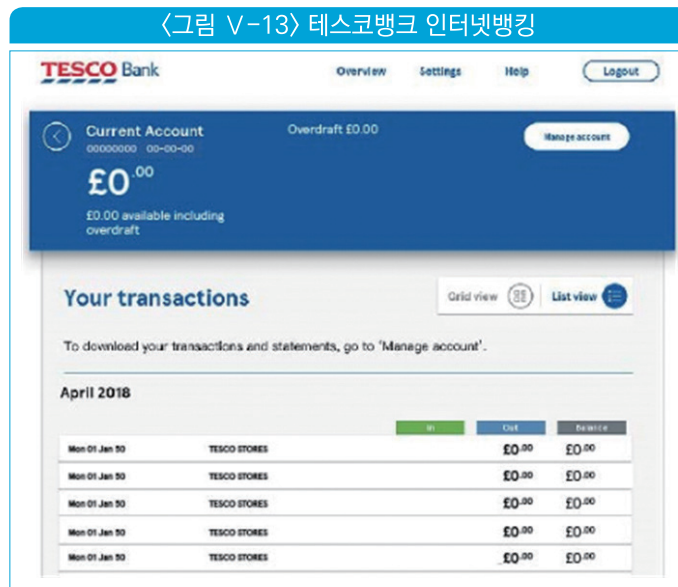 〈그림 Ⅴ-13〉 테스코뱅크 인터넷뱅킹
TESCO Bank Overview Settings Help Logout
Current Account Overdraft £0.00 Manage account
00000000 00-00-00
£0.00
£0.00 available including
overdraft
Your transactions Grid view List view
To download your transactions and statements, go to 'Manage account'.
April 2018
In Out Balance
Mon 01 Jan 50 TESCO STORES £0.00 £0.00
Mon 01 Jan 50 TESCO STORES £0.00 £0.00
Mon 01 Jan 50 TESCO STORES £0.00 £0.00
Mon 01 Jan 50 TESCO STORES £0.00 £0.00
Mon 01 Jan 50 TESCO STORES £0.00 £0.00